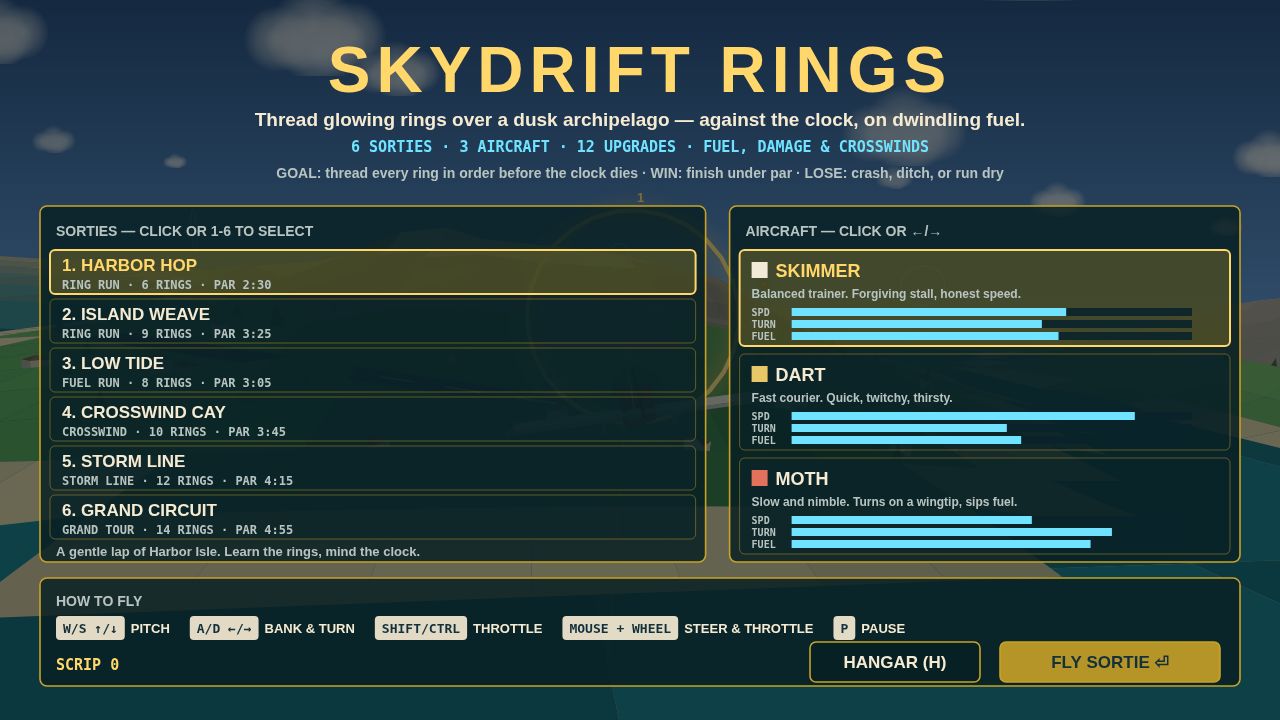 SKYDRIFT RINGS
Thread glowing rings over a dusk archipelago — against the clock, on dwindling fuel.
6 SORTIES · 3 AIRCRAFT · 12 UPGRADES · FUEL, DAMAGE & CROSSWINDS
GOAL: thread every ring in order before the clock dies · WIN: finish under par · LOSE: crash, ditch, or run dry
1
SORTIES — CLICK OR 1-6 TO SELECT
1. HARBOR HOP
RING RUN · 6 RINGS · PAR 2:30
2. ISLAND WEAVE
RING RUN · 9 RINGS · PAR 3:25
3. LOW TIDE
FUEL RUN · 8 RINGS · PAR 3:05
4. CROSSWIND CAY
CROSSWIND · 10 RINGS · PAR 3:45
5. STORM LINE
STORM LINE · 12 RINGS · PAR 4:15
6. GRAND CIRCUIT
GRAND TOUR · 14 RINGS · PAR 4:55
A gentle lap of Harbor Isle. Learn the rings, mind the clock.
AIRCRAFT — CLICK OR ←/→
SKIMMER
Balanced trainer. Forgiving stall, honest speed.
SPD
TURN
FUEL
DART
Fast courier. Quick, twitchy, thirsty.
SPD
TURN
FUEL
MOTH
Slow and nimble. Turns on a wingtip, sips fuel.
SPD
TURN
FUEL
HOW TO FLY
W/S ↑/↓ PITCH A/D ←/→ BANK & TURN SHIFT/CTRL THROTTLE MOUSE + WHEEL STEER & THROTTLE P PAUSE
SCRIP 0
HANGAR (H)
FLY SORTIE ⏎